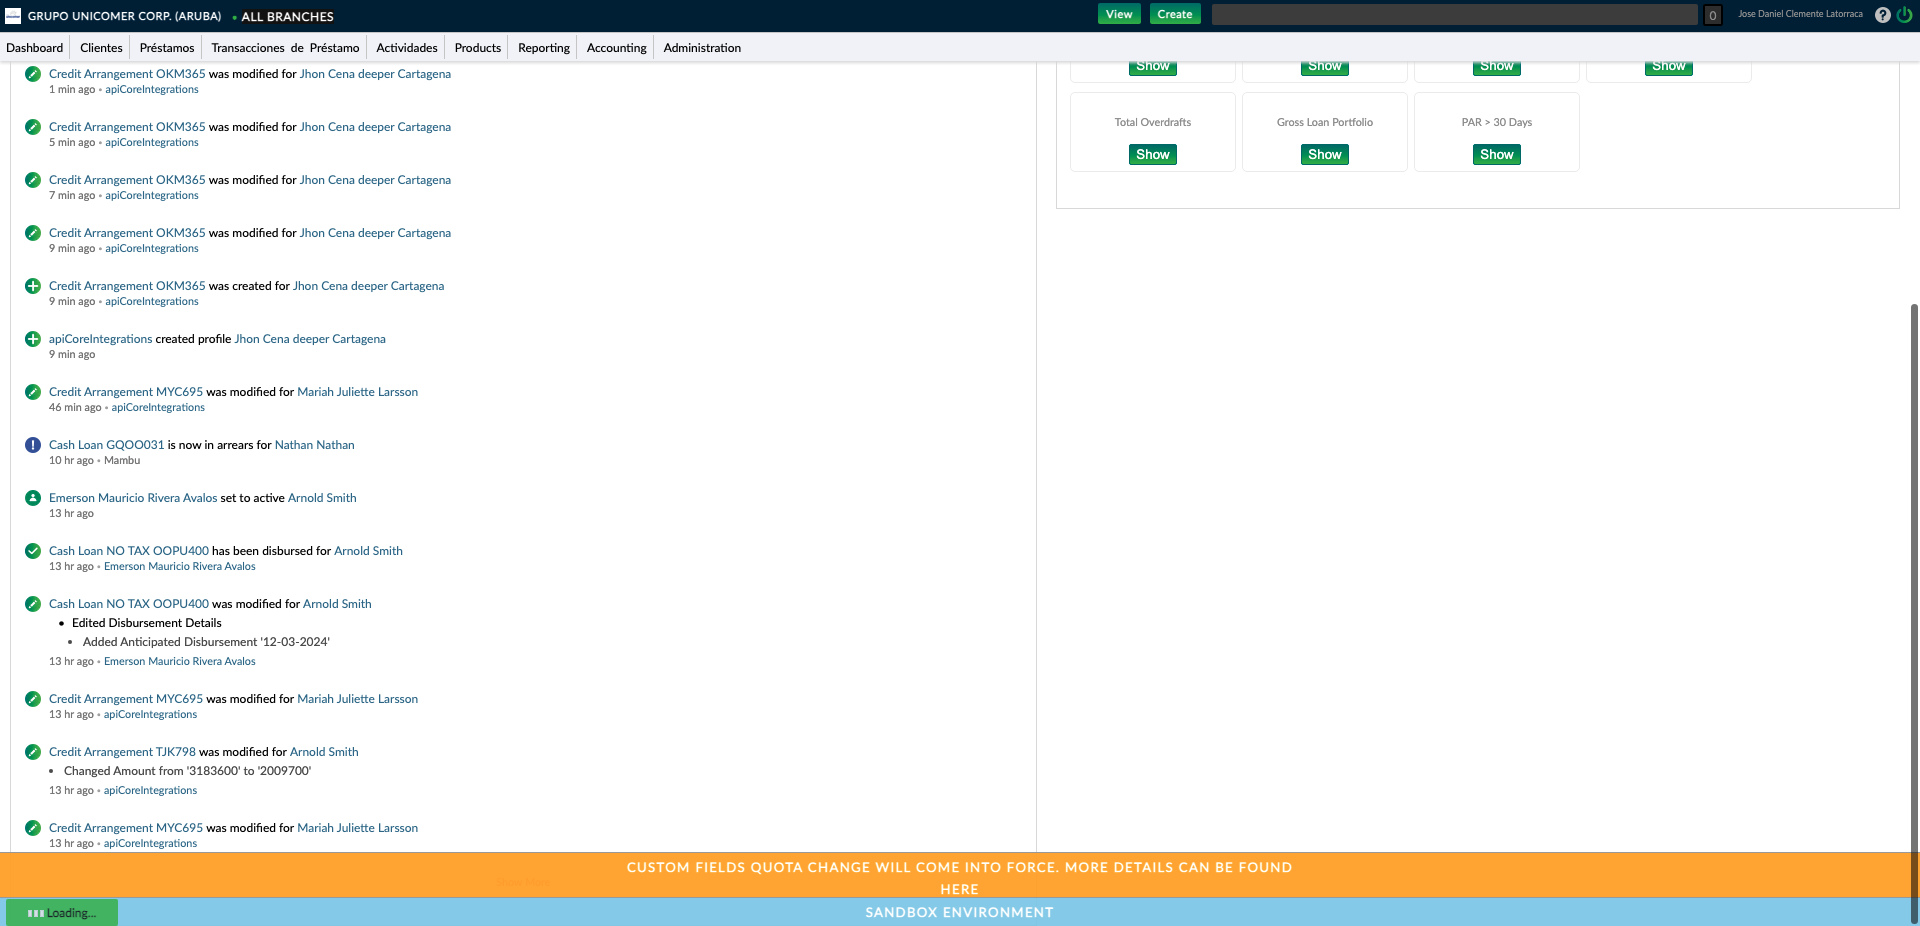 GRUPO UNICOMER CORP. (ARUBA) • ALL BRANCHES
View Create 0 Jose Daniel Clemente Latorraca ?
Dashboard Clientes Préstamos Transacciones de Préstamo Actividades Products Reporting Accounting Administration
Credit Arrangement OKM365 was modified for Jhon Cena deeper Cartagena
1 min ago • apiCoreIntegrations
Credit Arrangement OKM365 was modified for Jhon Cena deeper Cartagena
5 min ago • apiCoreIntegrations
Credit Arrangement OKM365 was modified for Jhon Cena deeper Cartagena
7 min ago • apiCoreIntegrations
Credit Arrangement OKM365 was modified for Jhon Cena deeper Cartagena
9 min ago • apiCoreIntegrations
Credit Arrangement OKM365 was created for Jhon Cena deeper Cartagena
9 min ago • apiCoreIntegrations
apiCoreIntegrations created profile Jhon Cena deeper Cartagena
9 min ago
Credit Arrangement MYC695 was modified for Mariah Juliette Larsson
46 min ago • apiCoreIntegrations
Cash Loan GQOO031 is now in arrears for Nathan Nathan
10 hr ago • Mambu
Emerson Mauricio Rivera Avalos set to active Arnold Smith
13 hr ago
Cash Loan NO TAX OOPU400 has been disbursed for Arnold Smith
13 hr ago • Emerson Mauricio Rivera Avalos
Cash Loan NO TAX OOPU400 was modified for Arnold Smith
• Edited Disbursement Details
• Added Anticipated Disbursement '12-03-2024'
13 hr ago • Emerson Mauricio Rivera Avalos
Credit Arrangement MYC695 was modified for Mariah Juliette Larsson
13 hr ago • apiCoreIntegrations
Credit Arrangement TJK798 was modified for Arnold Smith
• Changed Amount from '3183600' to '2009700'
13 hr ago • apiCoreIntegrations
Credit Arrangement MYC695 was modified for Mariah Juliette Larsson
13 hr ago • apiCoreIntegrations
Show Show Show Show
Total Overdrafts Gross Loan Portfolio PAR > 30 Days
Show Show Show
CUSTOM FIELDS QUOTA CHANGE WILL COME INTO FORCE. MORE DETAILS CAN BE FOUND
HERE
Loading...
SANDBOX ENVIRONMENT